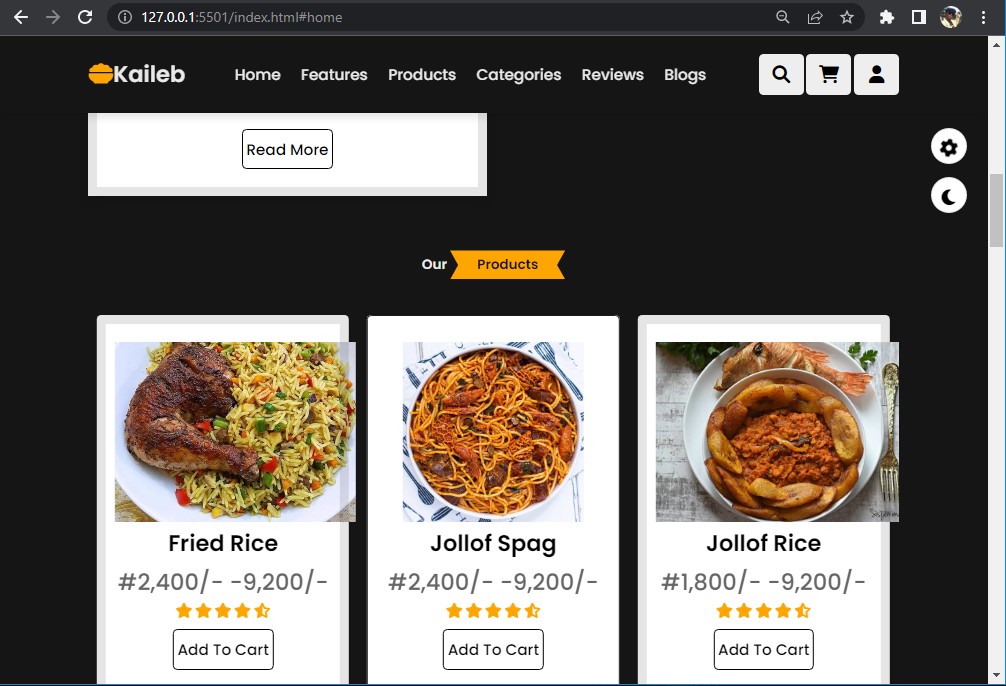 127.0.0.1:5501/index.html#home
Kaileb Home Features Products Categories Reviews Blogs
Read More
Our Products
Fried Rice
#2,400/- -9,200/-
Add To Cart
Jollof Spag
#2,400/- -9,200/-
Add To Cart
Jollof Rice
#1,800/- -9,200/-
Add To Cart